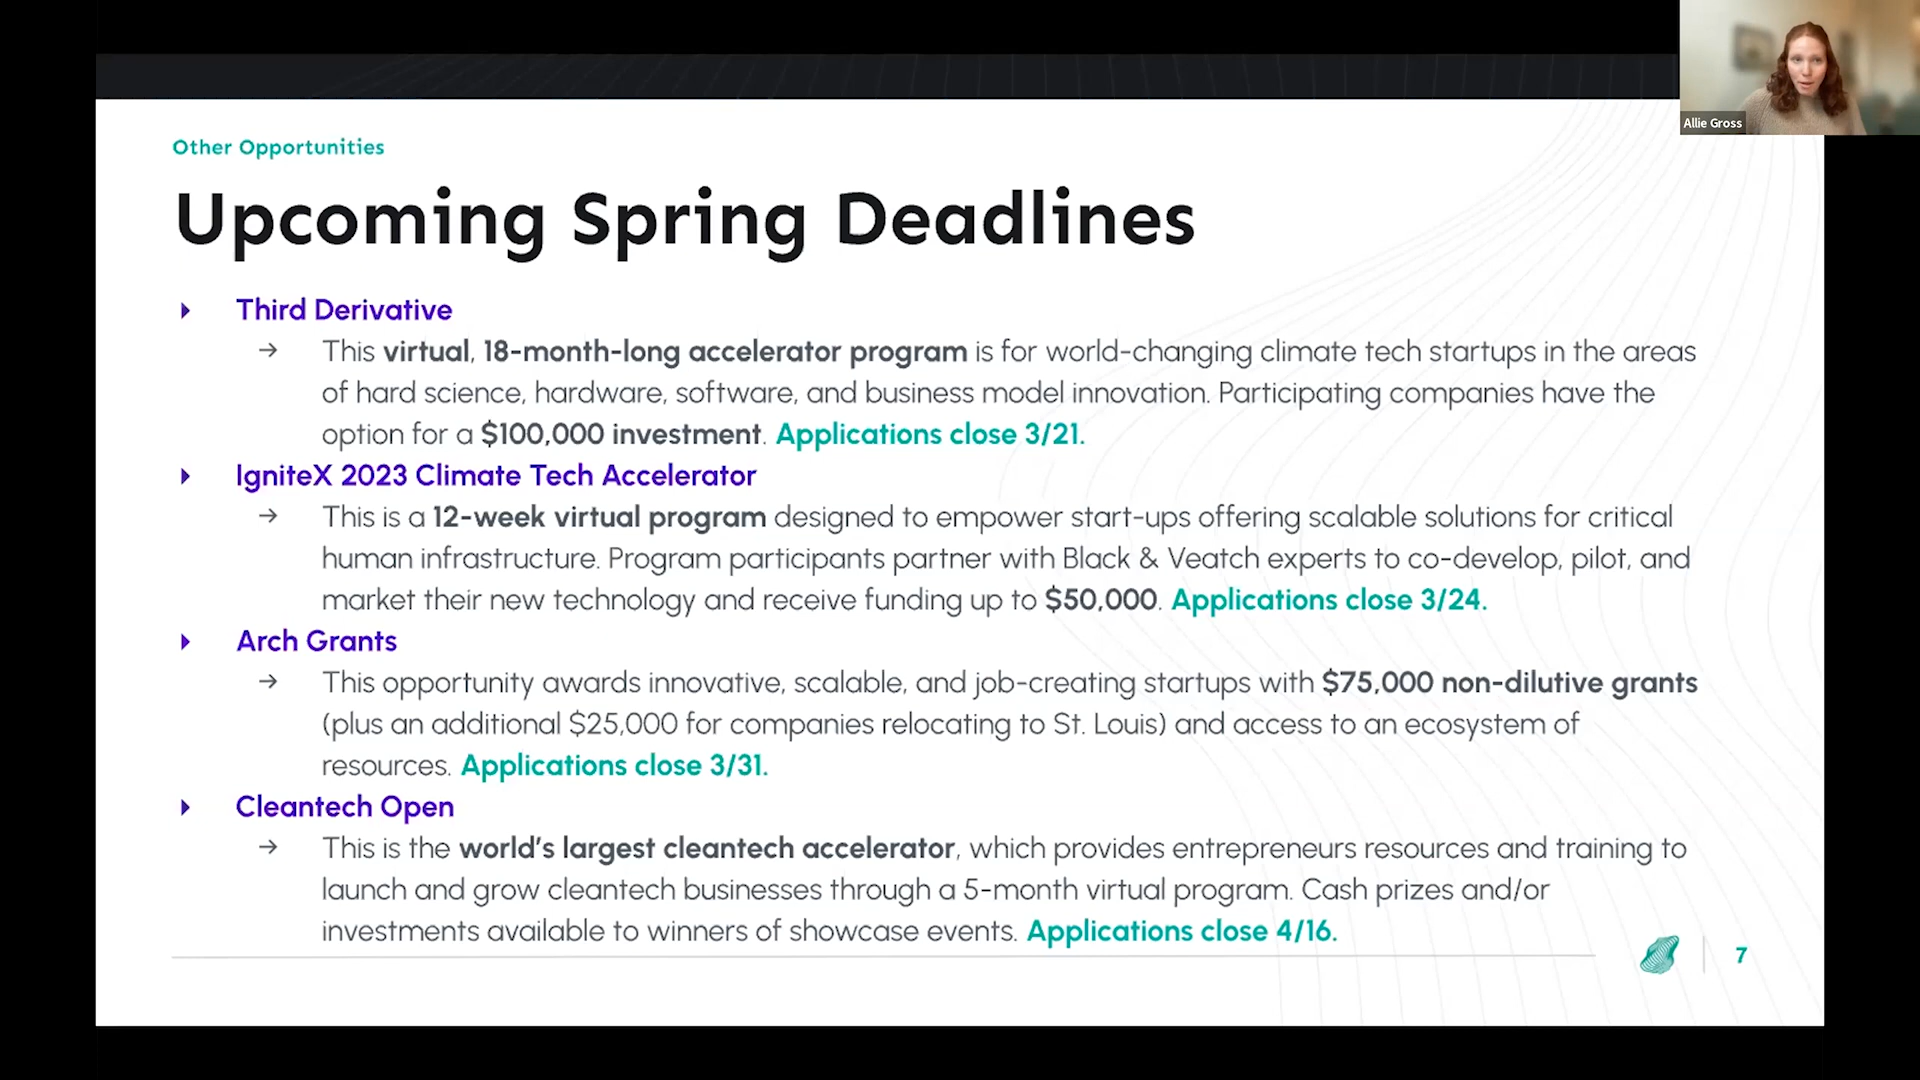 Allie Gross
Other Opportunities
Upcoming Spring Deadlines
Third Derivative
→ This virtual, 18-month-long accelerator program is for world-changing climate tech startups in the areas
of hard science, hardware, software, and business model innovation. Participating companies have the
option for a $100,000 investment. Applications close 3/21.
IgniteX 2023 Climate Tech Accelerator
→ This is a 12-week virtual program designed to empower start-ups offering scalable solutions for critical
human infrastructure. Program participants partner with Black & Veatch experts to co-develop, pilot, and
market their new technology and receive funding up to $50,000. Applications close 3/24.
Arch Grants
→ This opportunity awards innovative, scalable, and job-creating startups with $75,000 non-dilutive grants
(plus an additional $25,000 for companies relocating to St. Louis) and access to an ecosystem of
resources. Applications close 3/31.
Cleantech Open
→ This is the world’s largest cleantech accelerator, which provides entrepreneurs resources and training to
launch and grow cleantech businesses through a 5-month virtual program. Cash prizes and/or
investments available to winners of showcase events. Applications close 4/16.
7